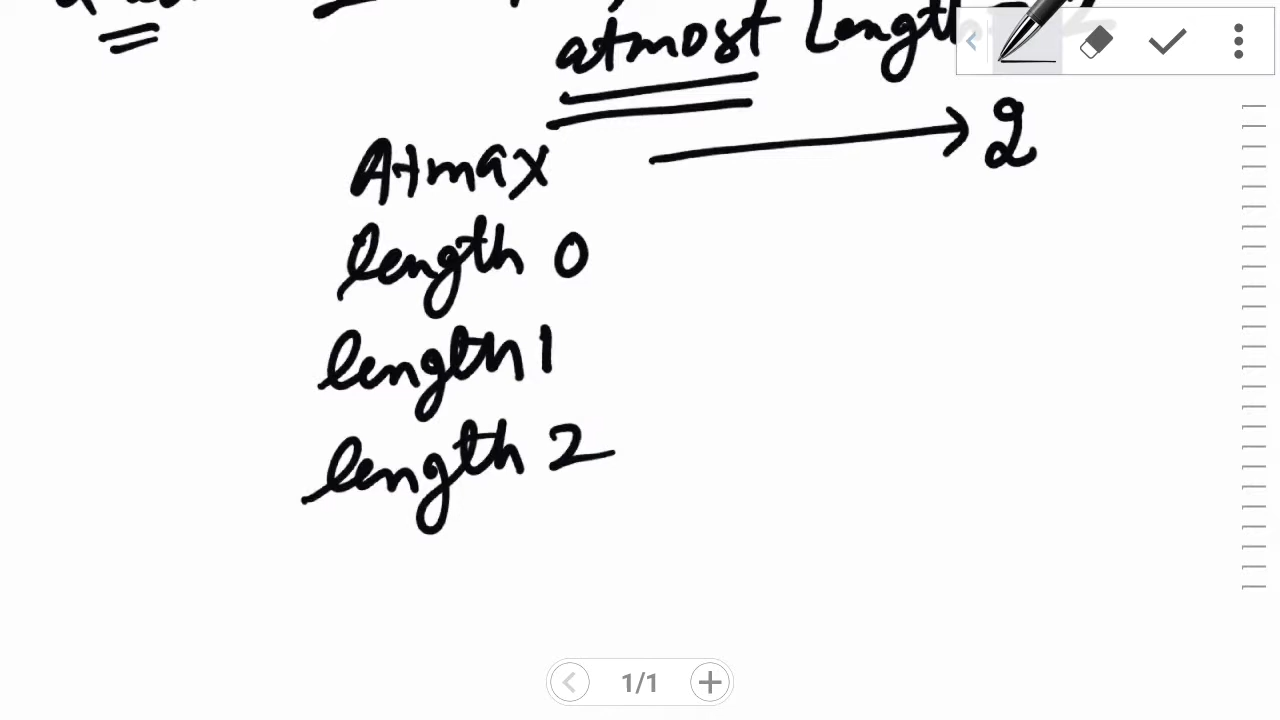 atmost Length
Atmax → 2
length 0
length 1
length 2
1/1